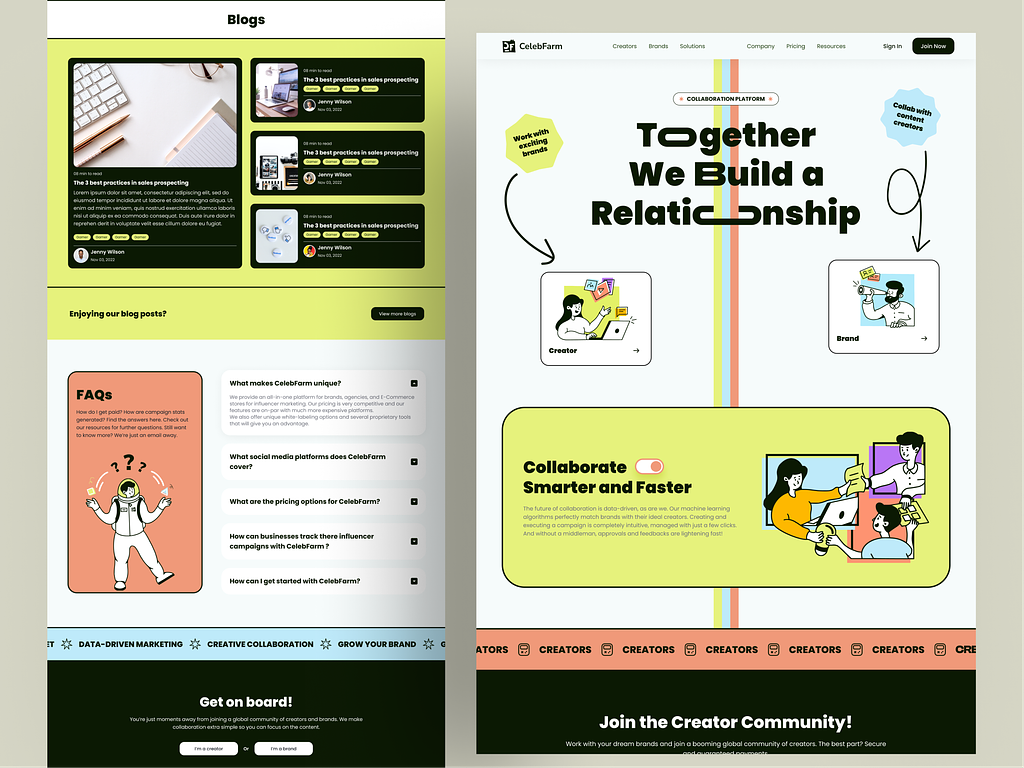 Blogs
08 min to read
The 3 best practices in sales prospecting
Lorem ipsum dolor sit amet, consectetur adipiscing elit, sed do
eiusmod tempor incididunt ut labore et dolore magna aliqua. Ut
enim ad minim veniam, quis nostrud exercitation ullamco laboris
nisi ut aliquip ex ea commodo consequat. Duis aute irure dolor in
reprehenderit in voluptate velit esse cillum dolore eu fugiat.
Gamer Gamer Gamer Gamer
Jenny Wilson
Nov 03, 2022
08 min to read
The 3 best practices in sales prospecting
Gamer Gamer Gamer Gamer
Jenny Wilson
Nov 03, 2022
08 min to read
The 3 best practices in sales prospecting
Gamer Gamer Gamer Gamer
Jenny Wilson
Nov 03, 2022
08 min to read
The 3 best practices in sales prospecting
Gamer Gamer Gamer Gamer
Jenny Wilson
Nov 03, 2022
Enjoying our blog posts?
View more blogs
FAQs
How do I get paid? How are campaign stats
generated? Find the answers here. Check out
our resources for further questions. Still want
to know more? We're just an email away.
? ? ?
What makes CelebFarm unique?
We provide an all-in-one platform for brands, agencies, and E-Commerce
stores for influencer marketing. Our pricing is very competitive and our
features are on-par with much more expensive platforms.
We also offer unique white-labeling options and several proprietary tools
that will give you an advantage.
What social media platforms does CelebFarm
cover?
What are the pricing options for CelebFarm?
How can businesses track there influencer
campaigns with CelebFarm ?
How can I get started with CelebFarm?
ET DATA-DRIVEN MARKETING CREATIVE COLLABORATION GROW YOUR BRAND G
Get on board!
You're just moments away from joining a global community of creators and brands. We make
collaboration extra simple so you can focus on the content.
I'm a creator Or I'm a brand
CelebFarm
Creators Brands Solutions Company Pricing Resources Sign In Join Now
COLLABORATION PLATFORM
Work with
exciting
brands
Collab with
content
creators
Together
We Build a
Relationship
Creator
Brand
Collaborate
Smarter and Faster
The future of collaboration is data-driven, as are we. Our machine learning
algorithms perfectly match brands with their ideal creators. Creating and
executing a campaign is completely intuitive, managed with just a few clicks.
And without a middleman, approvals and feedbacks are lightening fast!
ATORS CREATORS CREATORS CREATORS CREATORS CREATORS CRE
Join the Creator Community!
Work with your dream brands and join a booming global community of creators. The best part? Secure
and guaranteed payments